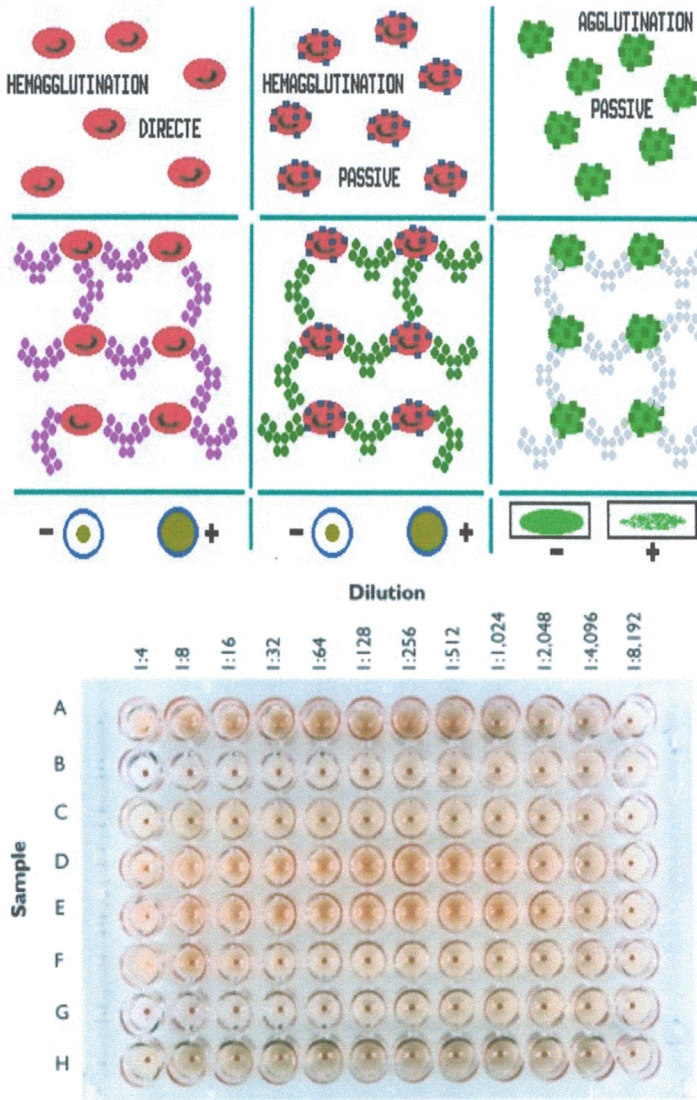 HEMAGGLUTINATION
DIRECTE
HEMAGGLUTINATION
PASSIVE
AGGLUTINATION
PASSIVE
- +
- +
- +
Dilution
1:4 1:8 1:16 1:32 1:64 1:128 1:256 1:512 1:1,024 1:2,048 1:4,096 1:8,192
Sample
A
B
C
D
E
F
G
H